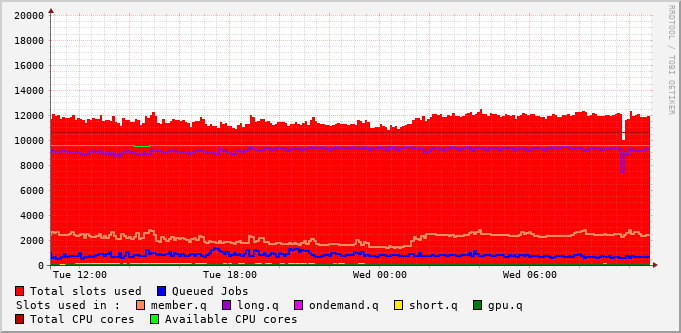 20000
18000
16000
14000
12000
10000
8000
6000
4000
2000
0
Tue 12:00 Tue 18:00 Wed 00:00 Wed 06:00
RRDTOOL / TOBI OETIKER
Total slots used Queued Jobs
Slots used in : member.q long.q ondemand.q short.q gpu.q
Total CPU cores Available CPU cores